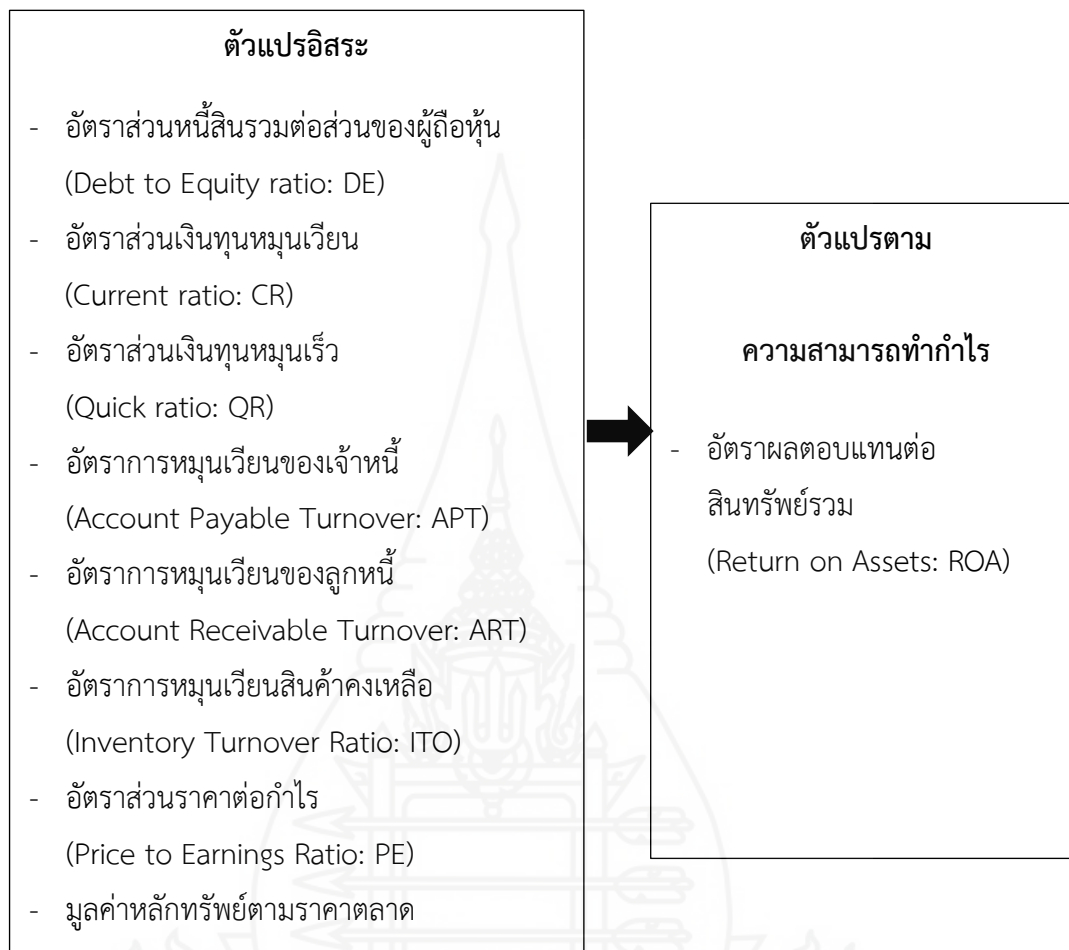 ตัวแปรอิสระ
- อัตราส่วนหนี้สินรวมต่อส่วนของผู้ถือหุ้น
(Debt to Equity ratio: DE)
- อัตราส่วนเงินทุนหมุนเวียน
(Current ratio: CR)
- อัตราส่วนเงินทุนหมุนเร็ว
(Quick ratio: QR)
- อัตราการหมุนเวียนของเจ้าหนี้
(Account Payable Turnover: APT)
- อัตราการหมุนเวียนของลูกหนี้
(Account Receivable Turnover: ART)
- อัตราการหมุนเวียนสินค้าคงเหลือ
(Inventory Turnover Ratio: ITO)
- อัตราส่วนราคาต่อกำไร
(Price to Earnings Ratio: PE)
- มูลค่าหลักทรัพย์ตามราคาตลาด
ตัวแปรตาม
ความสามารถทำกำไร
- อัตราผลตอบแทนต่อ
สินทรัพย์รวม
(Return on Assets: ROA)